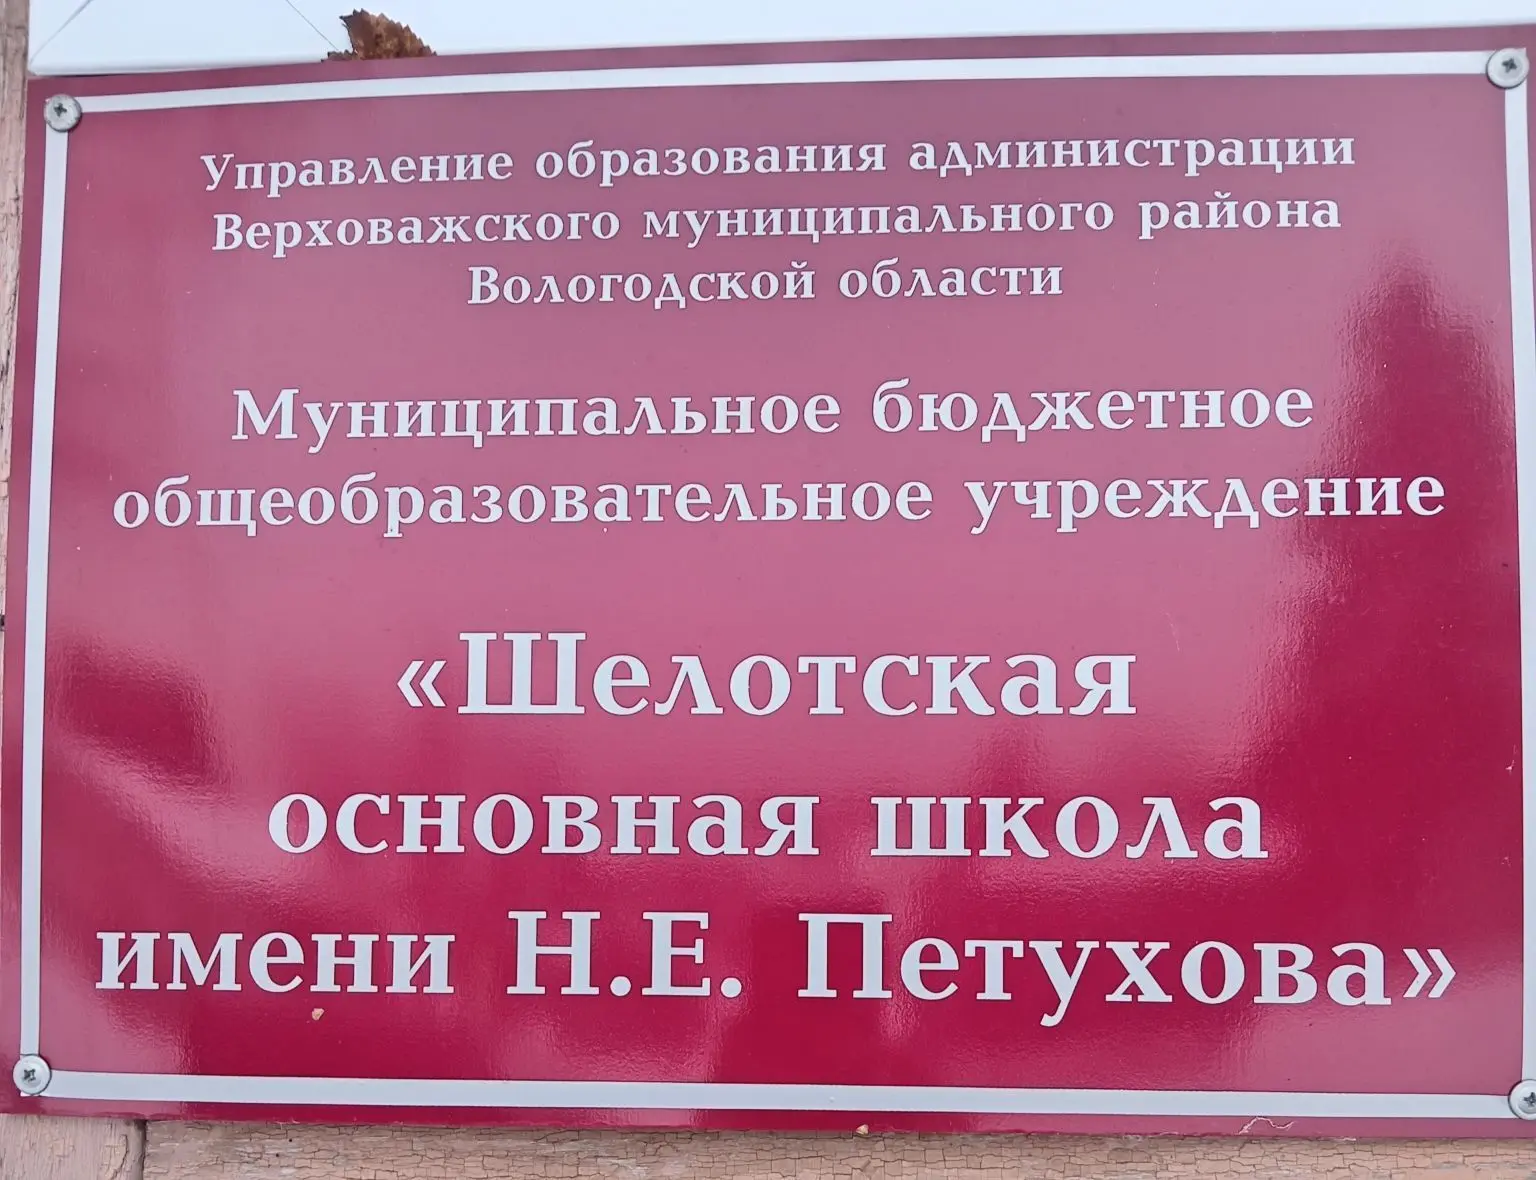 Управление образования администрации
Верховажского муниципального района
Вологодской области
Муниципальное бюджетное
общеобразовательное учреждение
«Шелотская
основная школа
имени Н.Е. Петухова»